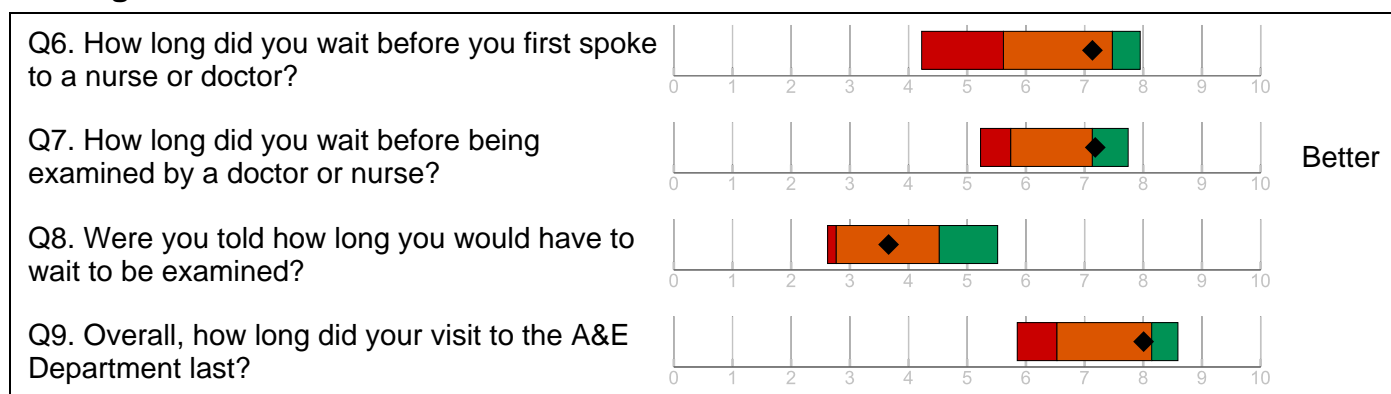 Q6. How long did you wait before you first spoke
to a nurse or doctor?
0 1 2 3 4 5 6 7 8 9 10
Q7. How long did you wait before being
examined by a doctor or nurse?
Better
0 1 2 3 4 5 6 7 8 9 10
Q8. Were you told how long you would have to
wait to be examined?
0 1 2 3 4 5 6 7 8 9 10
Q9. Overall, how long did your visit to the A&E
Department last?
0 1 2 3 4 5 6 7 8 9 10